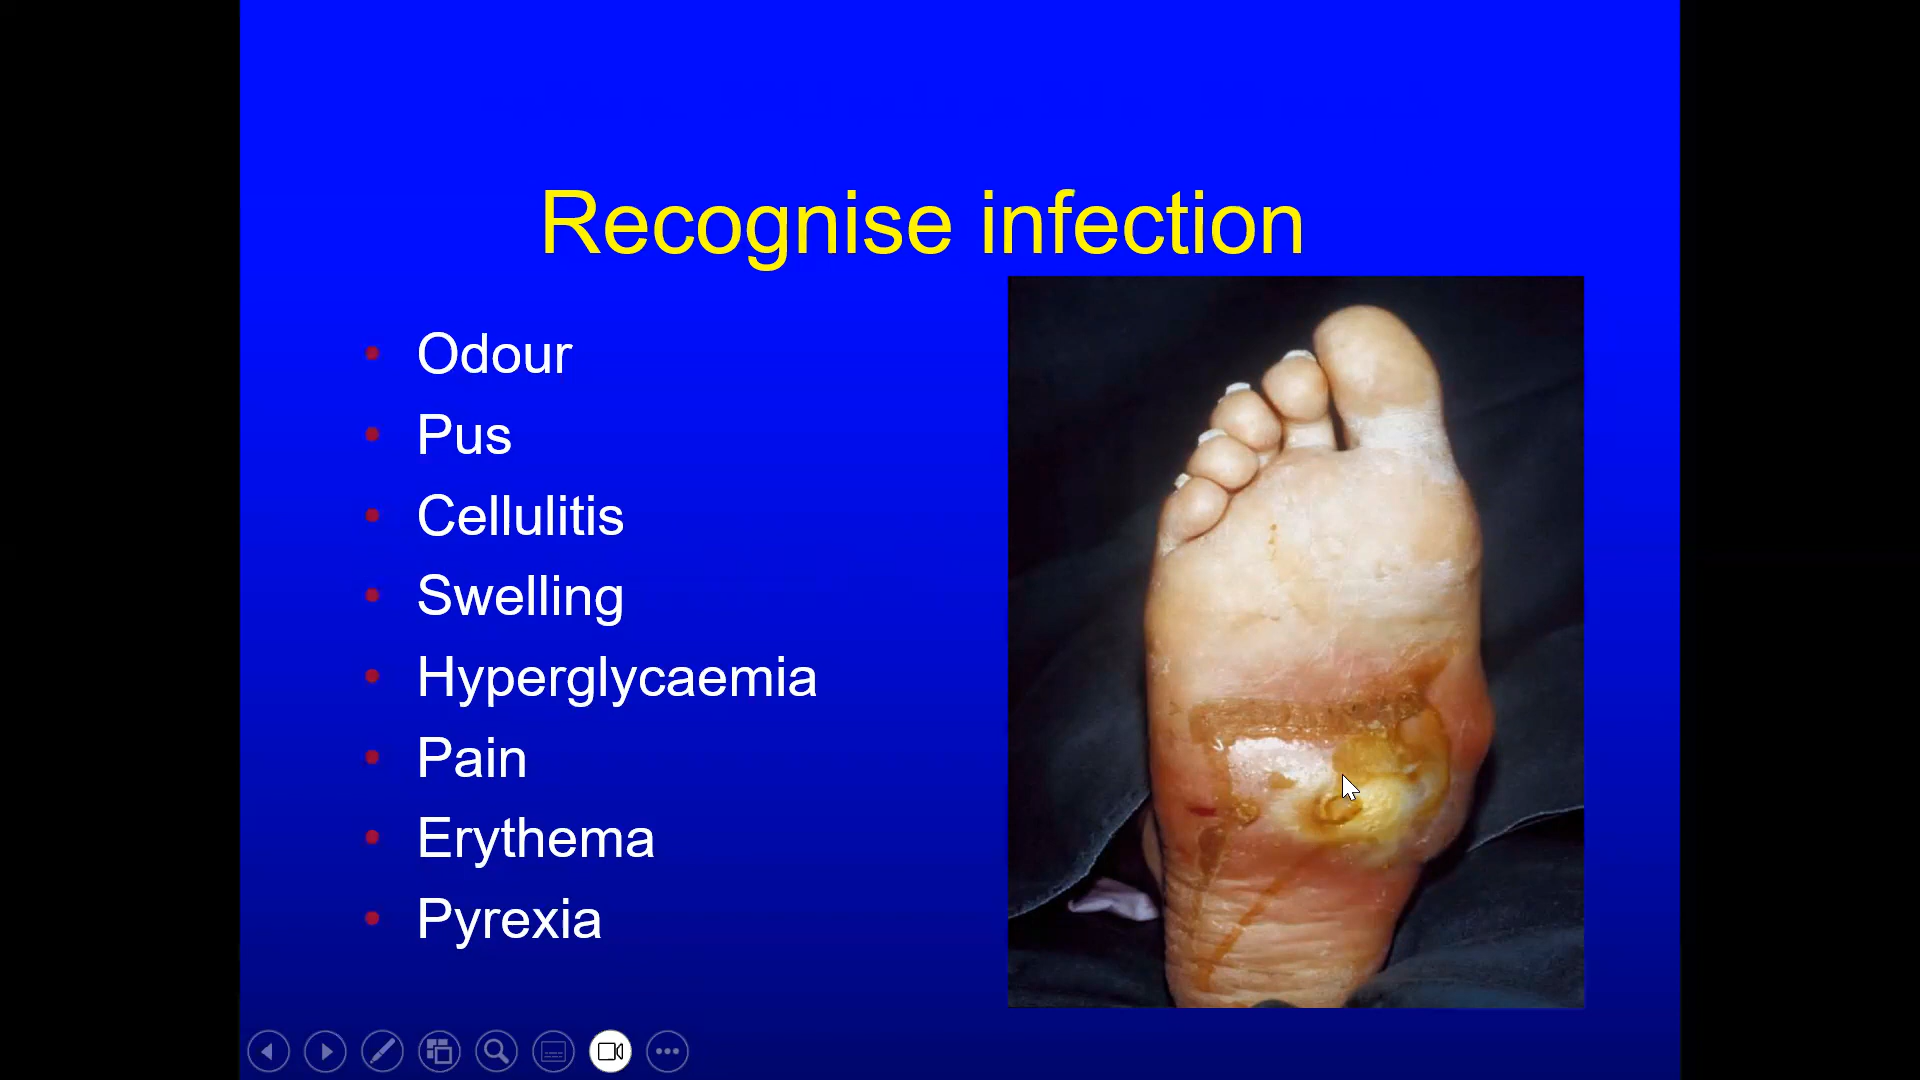 Recognise infection
Odour
Pus
Cellulitis
Swelling
Hyperglycaemia
Pain
Erythema
Pyrexia